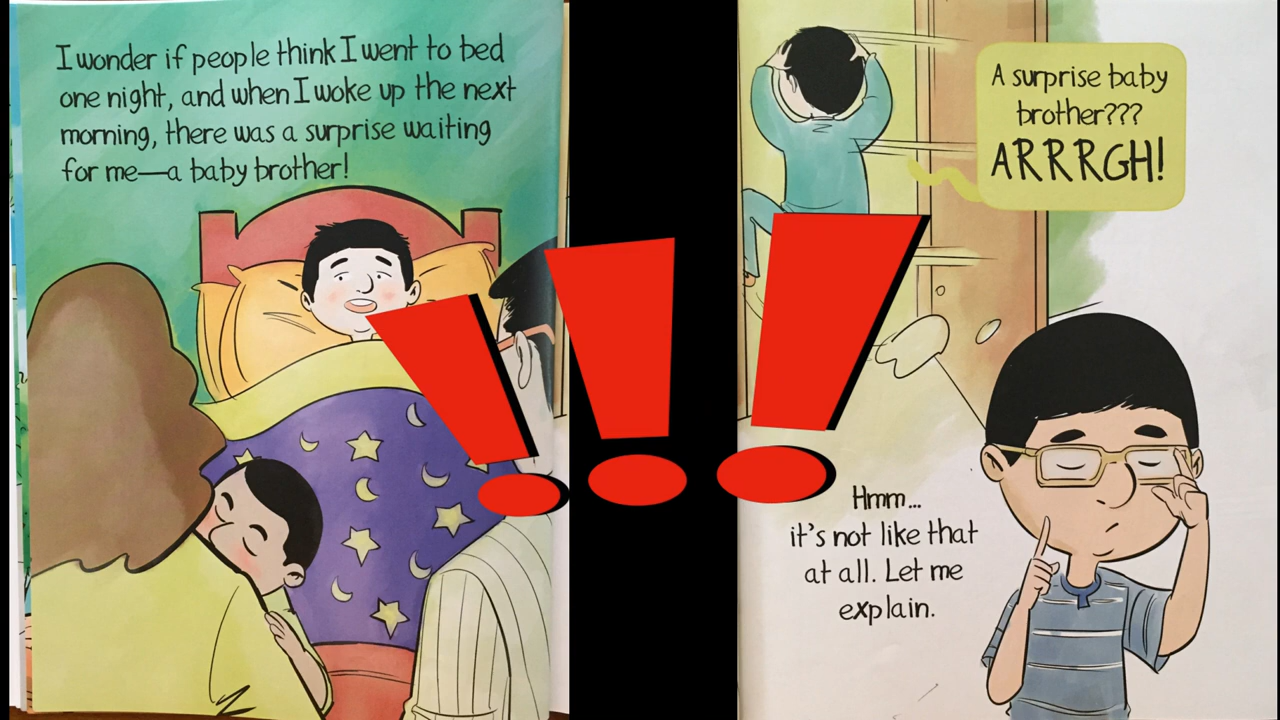 I wonder if people think I went to bed
one night, and when I woke up the next
morning, there was a surprise waiting
for me—a baby brother!
A surprise baby
brother???
ARRRGH!
Hmm...
it's not like that
at all. Let me
explain.
!!!